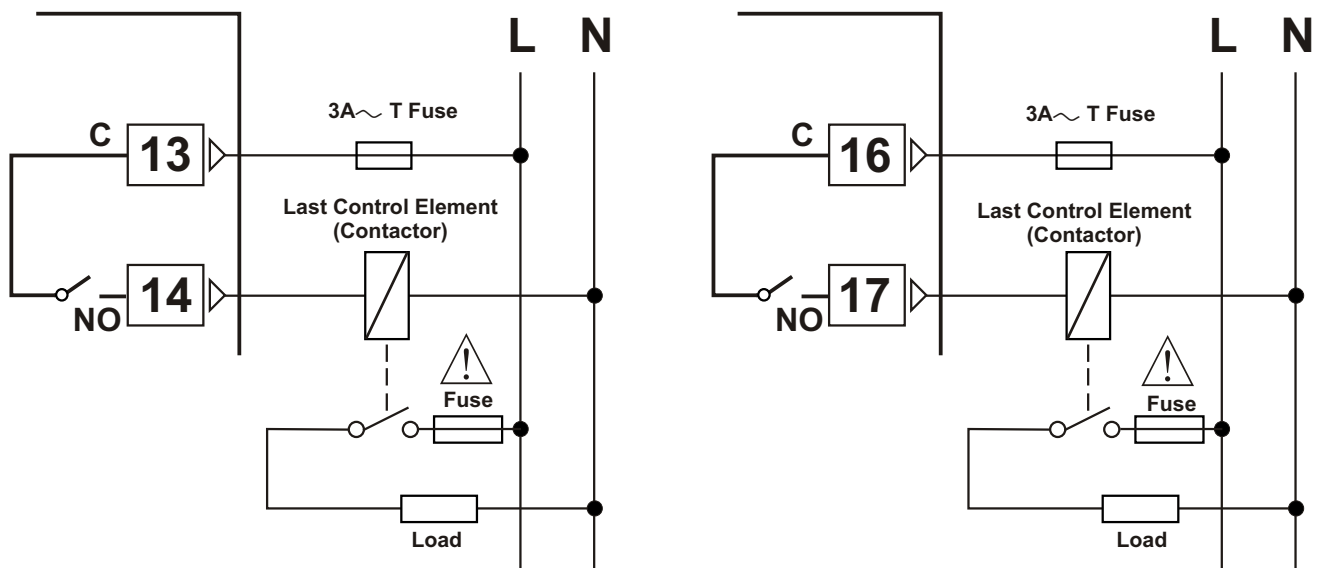 L N
3A～ T Fuse
C
13
Last Control Element
(Contactor)
14
NO
Fuse
Load
L N
3A～ T Fuse
C
16
Last Control Element
(Contactor)
17
NO
Fuse
Load